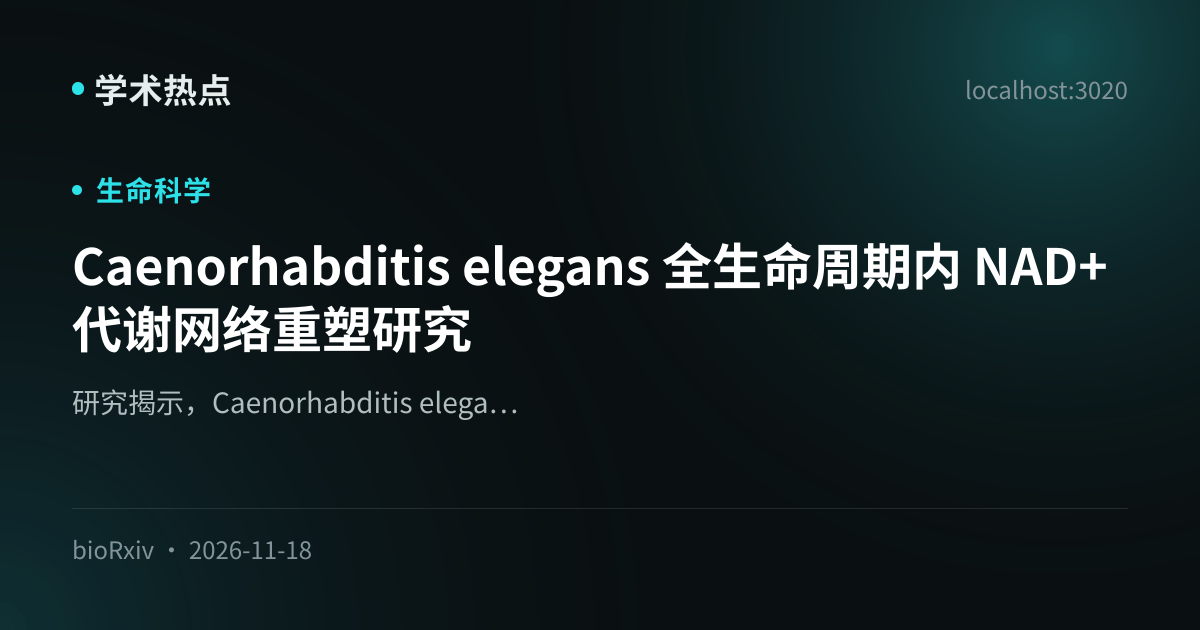 学术热点
localhost:3020
生命科学
Caenorhabditis elegans 全生命周期内 NAD+
代谢网络重塑研究
研究揭示，Caenorhabditis elega…
bioRxiv · 2026-11-18